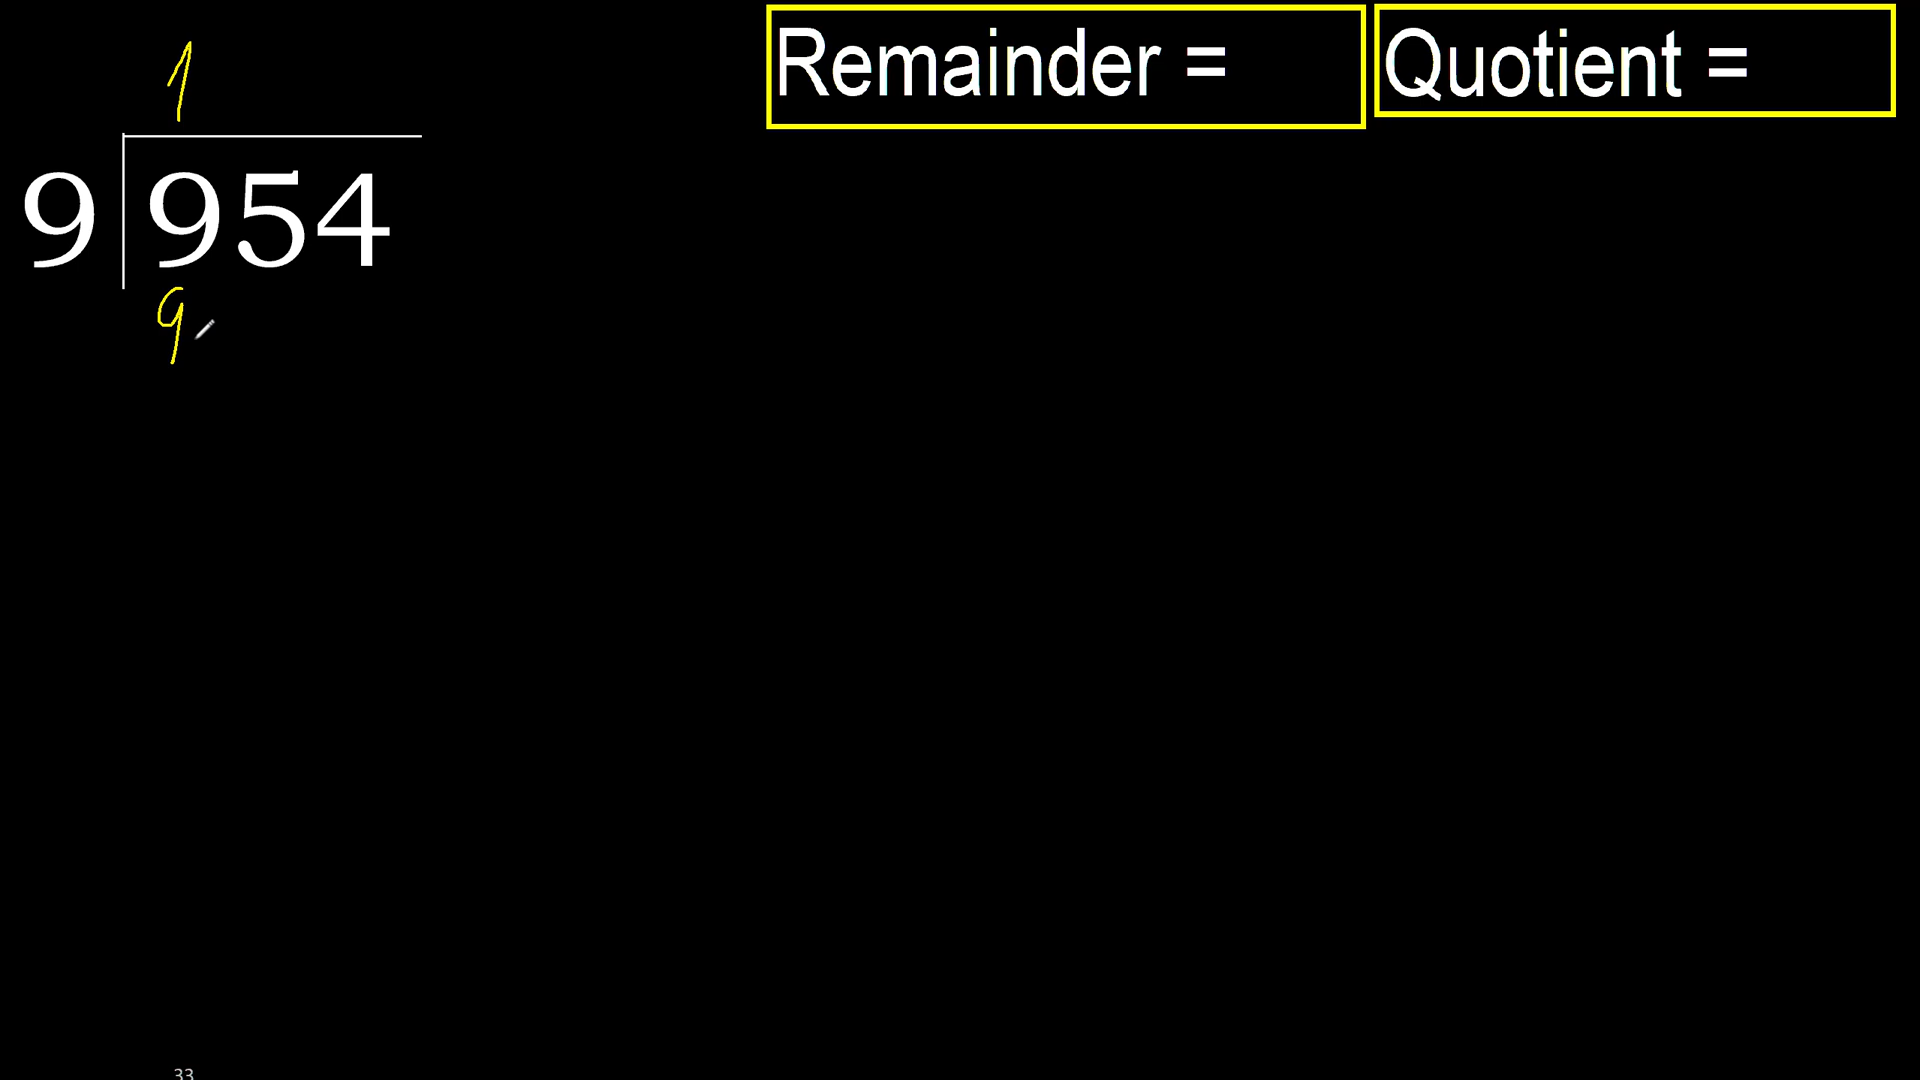 1
Remainder =
Quotient =
9 954
9
33